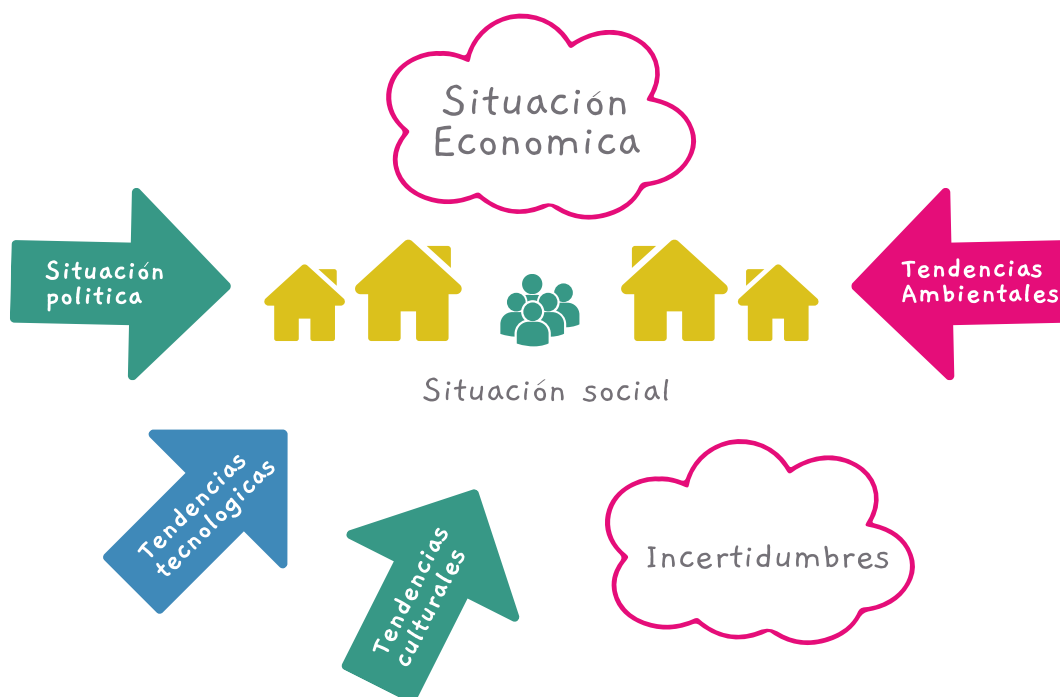 Situación
Economica
Situación
politica
Tendencias
Ambientales
Situación social
Tendencias
tecnologicas
Tendencias
culturales
Incertidumbres